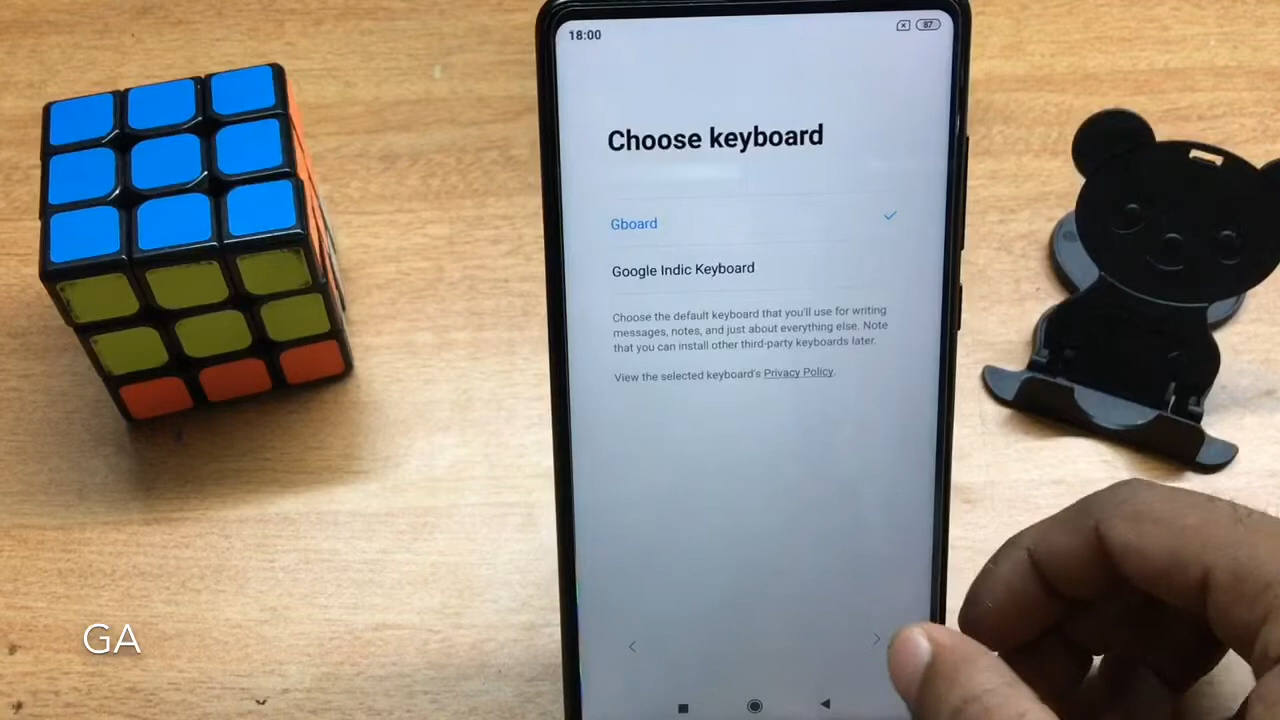 18:00
87
Choose keyboard
Gboard
Google Indic Keyboard
Choose the default keyboard that you'll use for writing
messages, notes, and just about everything else. Note
that you can install other third-party keyboards later.
View the selected keyboard's Privacy Policy.
GA